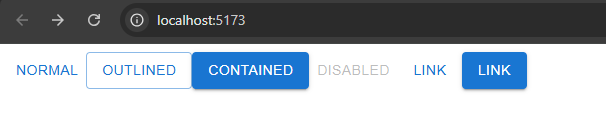 localhost:5173
NORMAL OUTLINED CONTAINED DISABLED LINK LINK